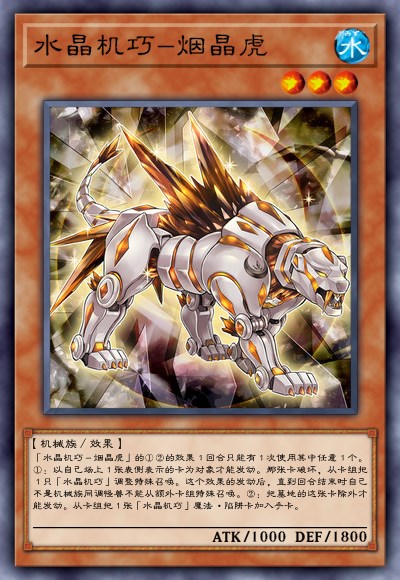 水晶机巧-烟晶虎
水
【机械族/效果】
「水晶机巧-烟晶虎」的①②的效果1回合只能有1次使用其中任意1个。
①：以自己场上1张表侧表示的卡为对象才能发动。那张卡破坏，从卡组把
1只「水晶机巧」调整特殊召唤。这个效果的发动后，直到回合结束时自己
不是机械族同调怪兽不能从额外卡组特殊召唤。②：把墓地的这张卡除外才
能发动。从卡组把1张「水晶机巧」魔法·陷阱卡加入手卡。
ATK/1000 DEF/1800